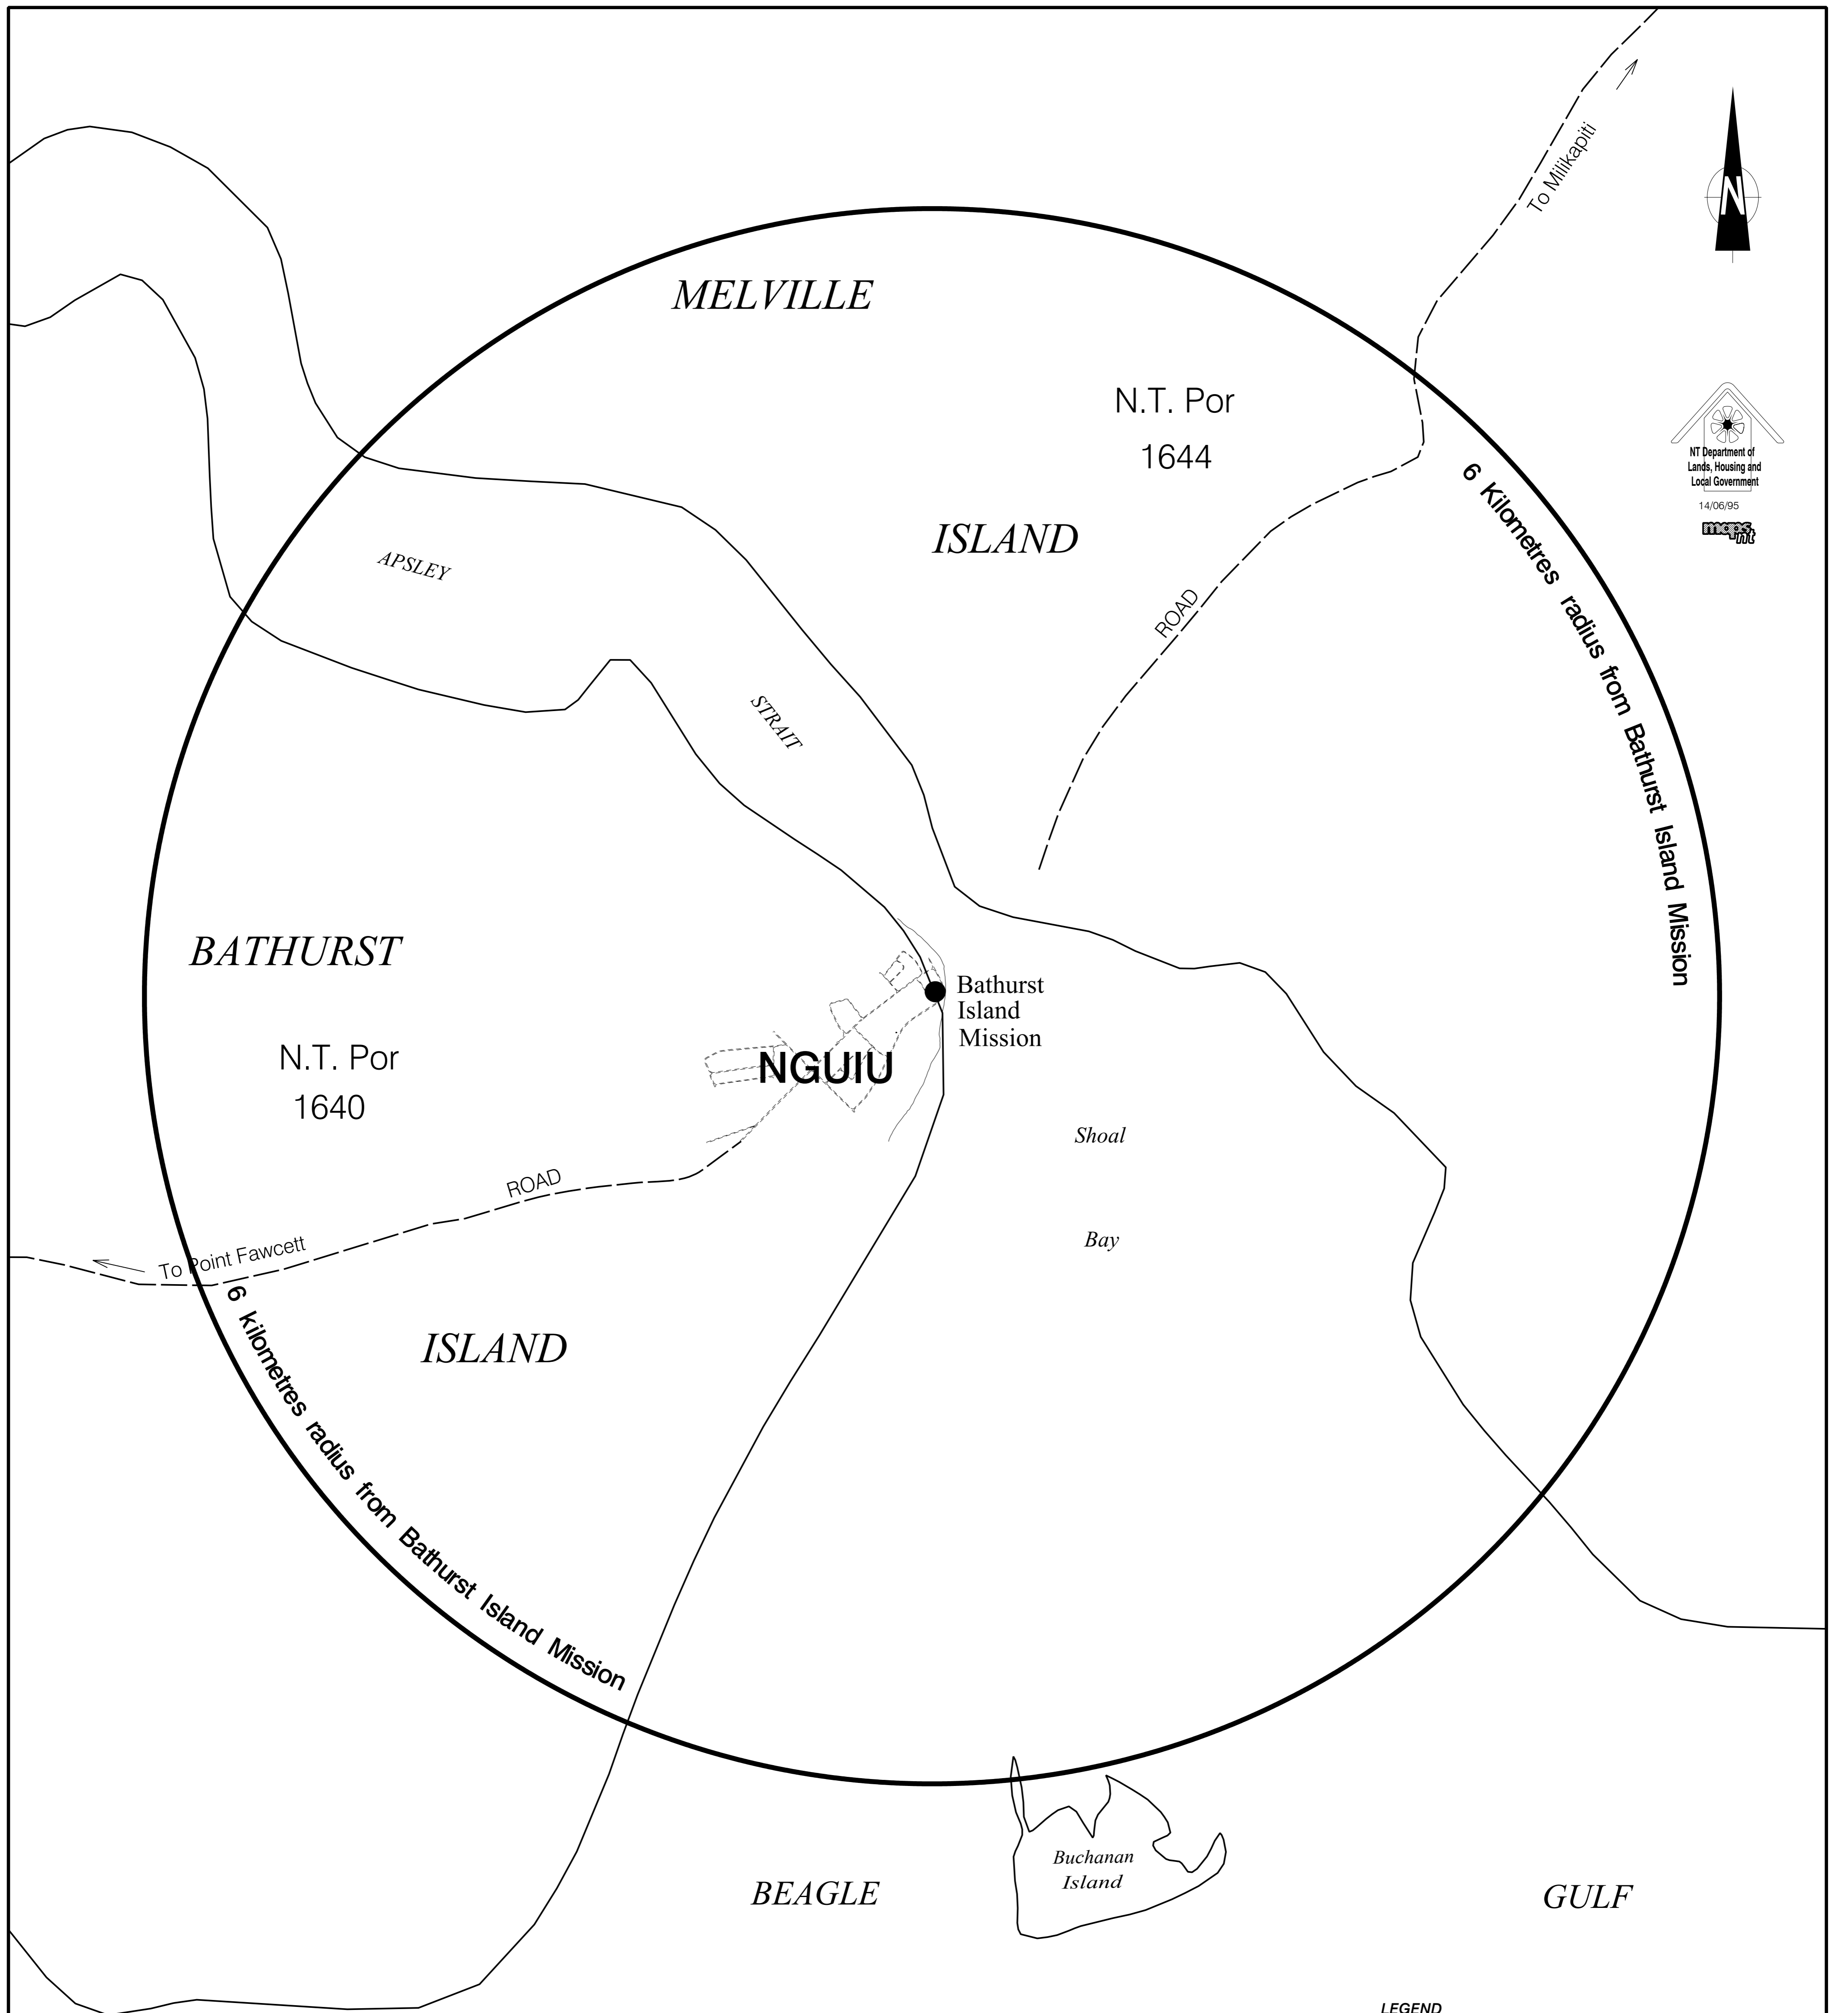 To Milikapiti
N
MELVILLE
N.T. Por
1644
NT Department of
Lands, Housing and
Local Government
14/06/95
maps nt
6 Kilometres radius from Bathurst Island Mission
ISLAND
APSLEY
ROAD
STRAIT
BATHURST
Bathurst
Island
Mission
N.T. Por
1640
NGUIU
Shoal
ROAD
Bay
To Point Fawcett
6 kilometres radius from Bathurst Island Mission
ISLAND
Buchanan
Island
BEAGLE
GULF
LEGEND